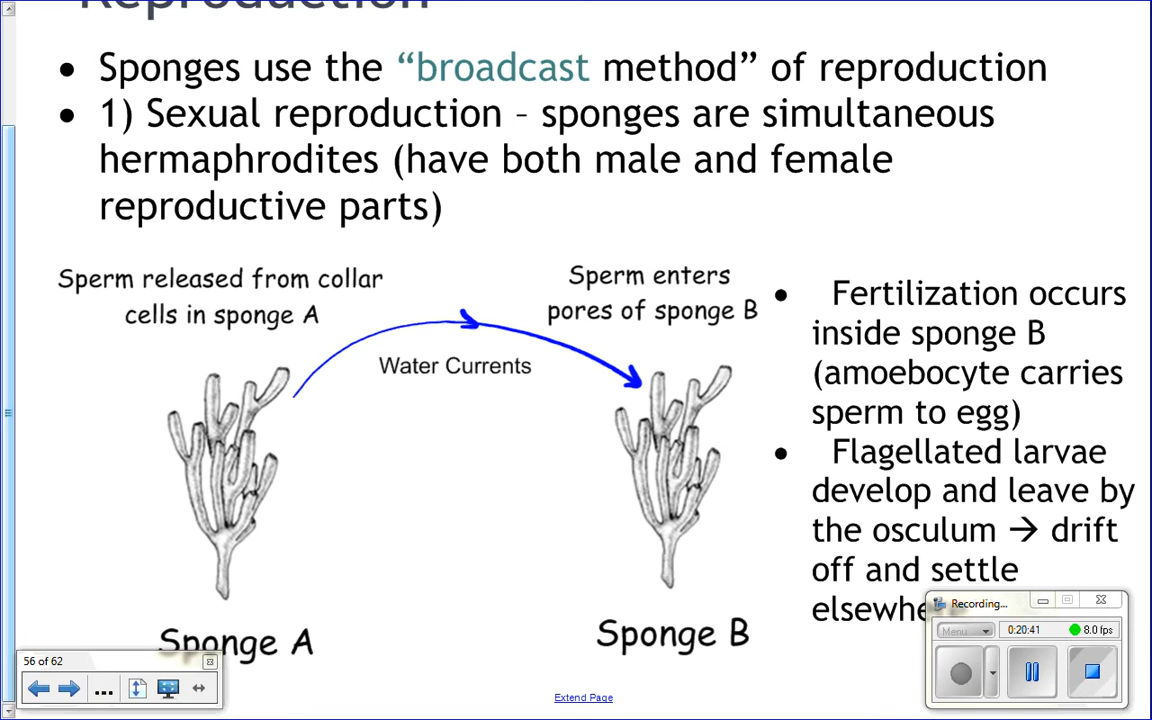 Reproduction
• Sponges use the “broadcast method” of reproduction
• 1) Sexual reproduction – sponges are simultaneous
hermaphrodites (have both male and female
reproductive parts)
Sperm released from collar
cells in sponge A
Sperm enters
pores of sponge B
Water Currents
• Fertilization occurs
inside sponge B
(amoebocyte carries
sperm to egg)
• Flagellated larvae
develop and leave by
the osculum → drift
off and settle
Sponge A
Sponge B
56 of 62
...
Extend Page
Recording...
Menu
0:20:41
8.0 fps